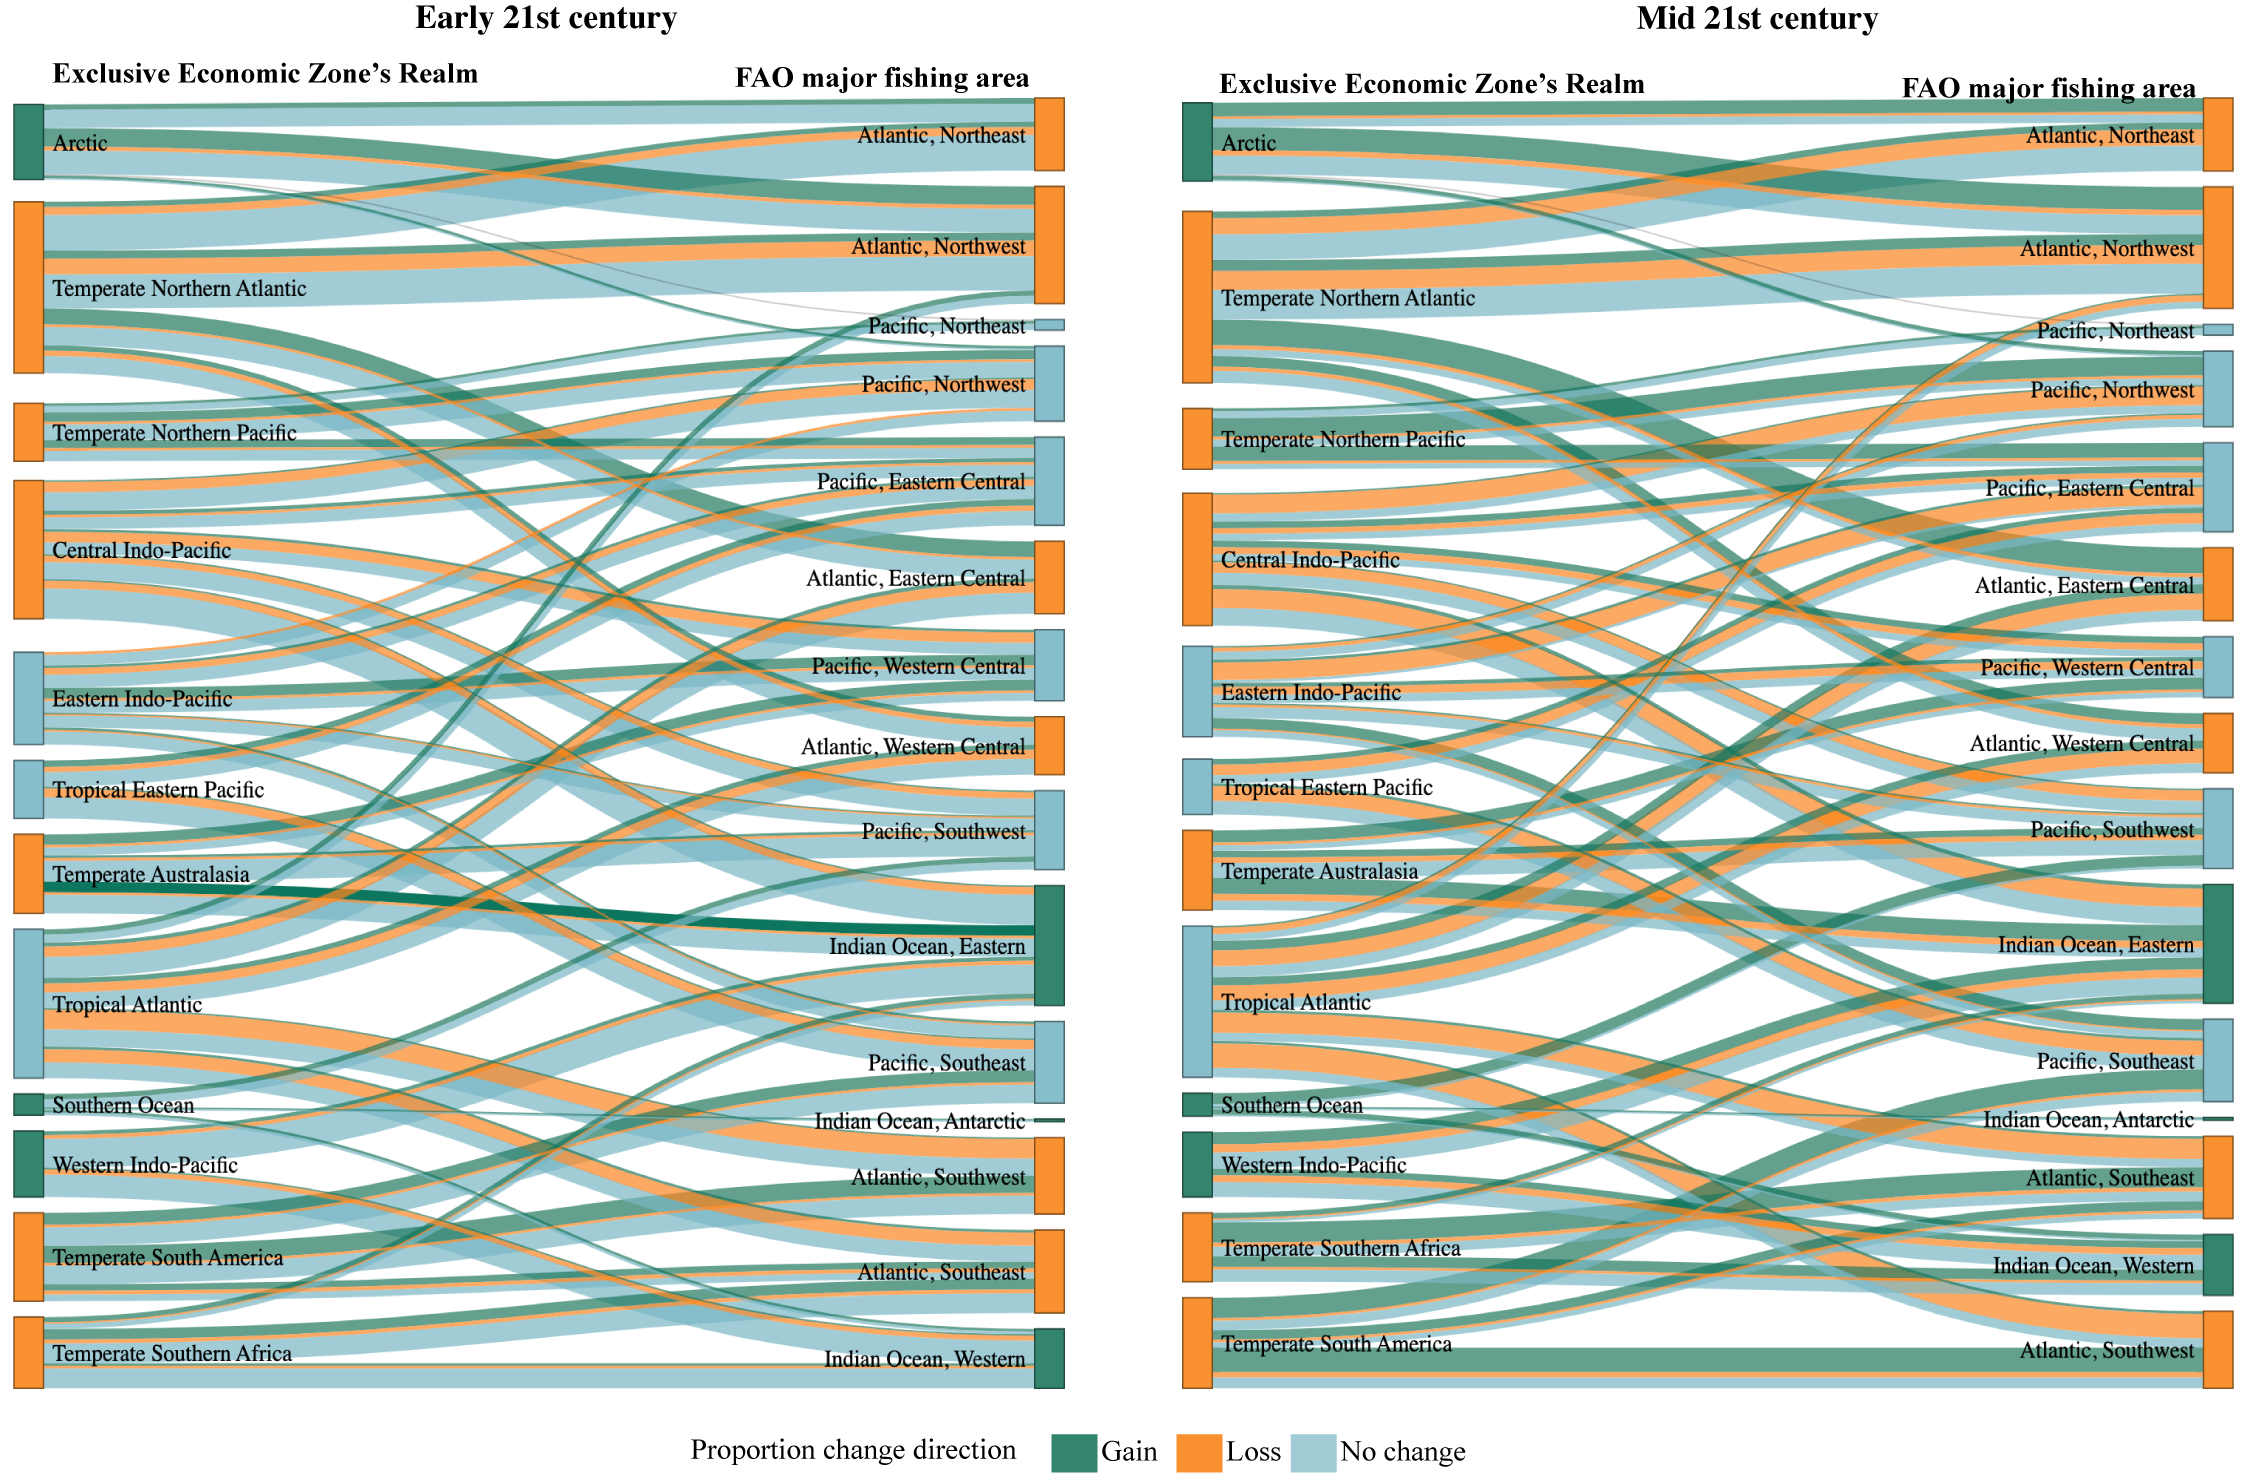 Early 21st century
Exclusive Economic Zone's Realm
FAO major fishing area
Arctic
Temperate Northern Atlantic
Temperate Northern Pacific
Central Indo-Pacific
Eastern Indo-Pacific
Tropical Eastern Pacific
Temperate Australasia
Tropical Atlantic
Southern Ocean
Western Indo-Pacific
Temperate South America
Temperate Southern Africa
Atlantic, Northeast
Atlantic, Northwest
Pacific, Northeast
Pacific, Northwest
Pacific, Eastern Central
Atlantic, Eastern Central
Pacific, Western Central
Atlantic, Western Central
Pacific, Southwest
Indian Ocean, Eastern
Pacific, Southeast
Indian Ocean, Antarctic
Atlantic, Southwest
Atlantic, Southeast
Indian Ocean, Western
Mid 21st century
Exclusive Economic Zone's Realm
FAO major fishing area
Arctic
Temperate Northern Atlantic
Temperate Northern Pacific
Central Indo-Pacific
Eastern Indo-Pacific
Tropical Eastern Pacific
Temperate Australasia
Tropical Atlantic
Southern Ocean
Western Indo-Pacific
Temperate Southern Africa
Temperate South America
Atlantic, Northeast
Atlantic, Northwest
Pacific, Northeast
Pacific, Northwest
Pacific, Eastern Central
Atlantic, Eastern Central
Pacific, Western Central
Atlantic, Western Central
Pacific, Southwest
Indian Ocean, Eastern
Pacific, Southeast
Indian Ocean, Antarctic
Atlantic, Southeast
Indian Ocean, Western
Atlantic, Southwest
Proportion change direction
Gain
Loss
No change